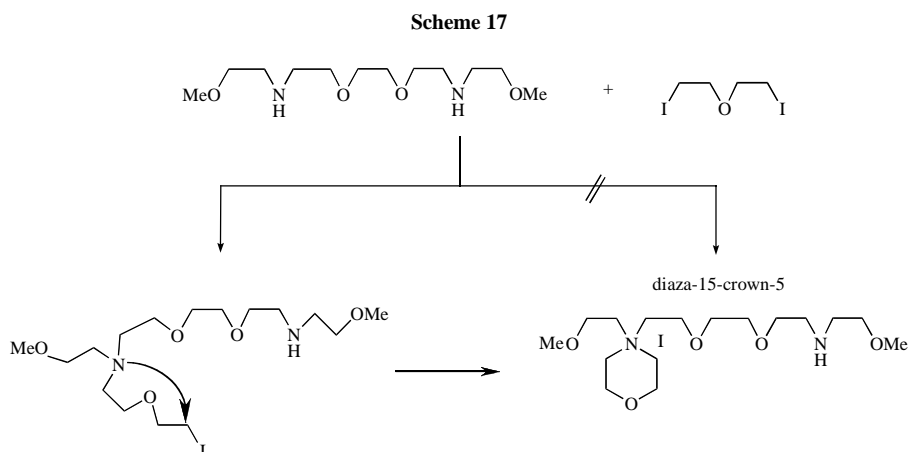 Scheme 17
MeO N H O O N H OMe + I O I
diaza-15-crown-5
MeO N O O N H OMe O I
MeO N I O O N H OMe O